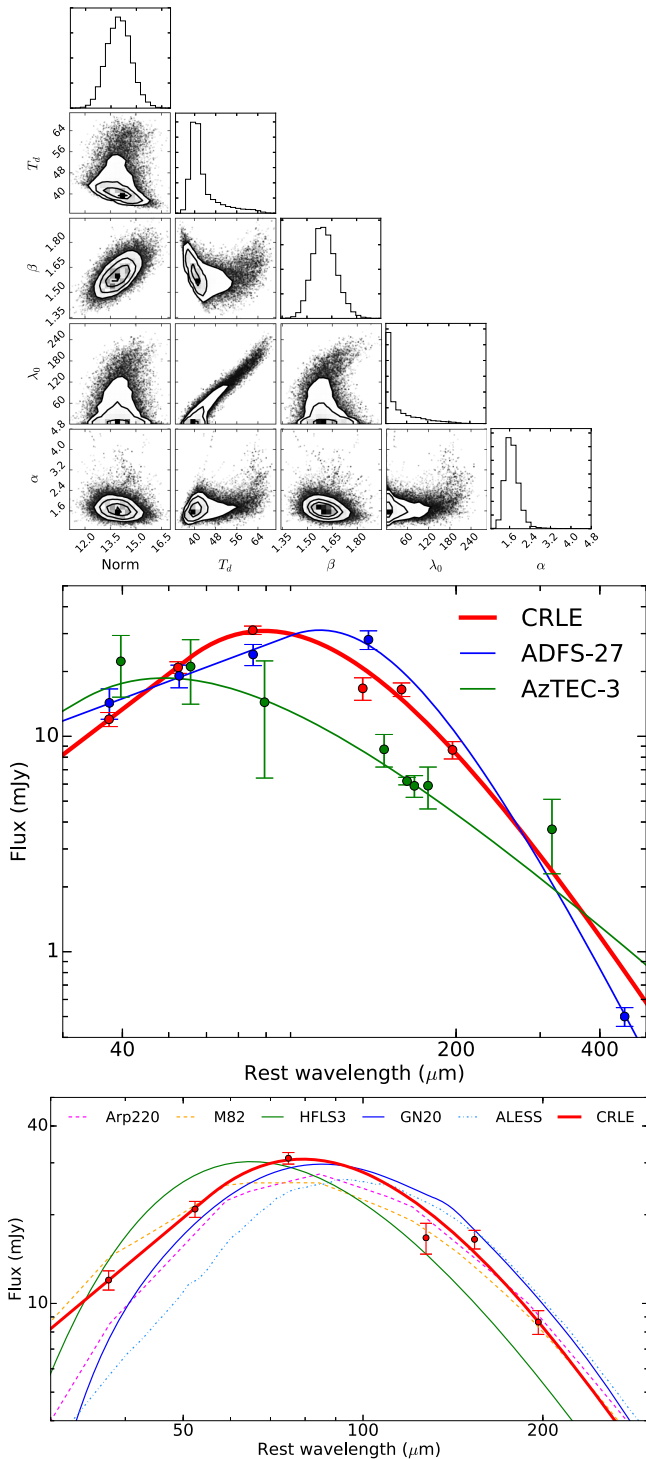 T_d
64
56
48
40
β
1.80
1.65
1.50
1.35
λ_0
240
180
120
60
α
4.8
4.0
3.2
2.4
1.6
12.0 13.5 15.0 16.5
Norm
40 48 56 64
T_d
1.35 1.50 1.65 1.80
β
60 120 180 240
λ_0
1.6 2.4 3.2 4.0 4.8
α
CRLE
ADFS-27
AzTEC-3
10
1
Flux (mJy)
40 200 400
Rest wavelength (μm)
Arp220 M82 HFLS3 GN20 ALESS CRLE
40
10
Flux (mJy)
50 100 200
Rest wavelength (μm)